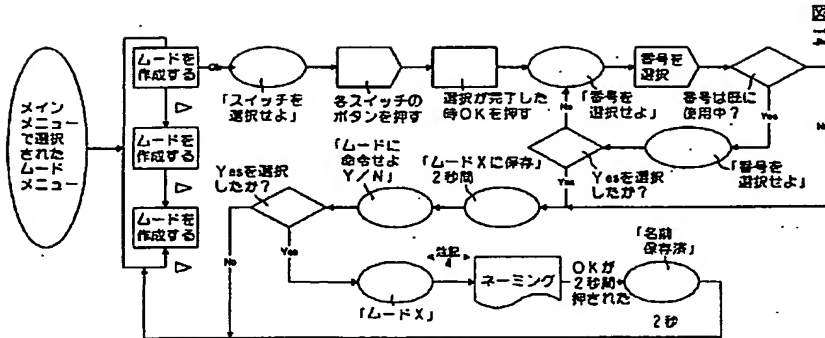 図14
メイン
メニュー
で選択
された
ムード
メニュー
ムードを
作成する
Ok
「スイッチを
選択せよ」
各スイッチの
ボタンを押す
選択が完了した
時OKを押す
「番号を
選択せよ」
番号を
選択
番号は既に
使用中?
Yes
No
「番号を
選択せよ」
Yesを選択
したか?
No
Yes
ムードを
作成する
ムードを
作成する
「ムードXに保存」
2秒間
「ムードに
命令せよ
Y/N」
Yesを選択
したか?
No
Yes
「ムードX」
注記
4
ネーミング
OKが
2秒間
押された
「名前
保存済」
2秒